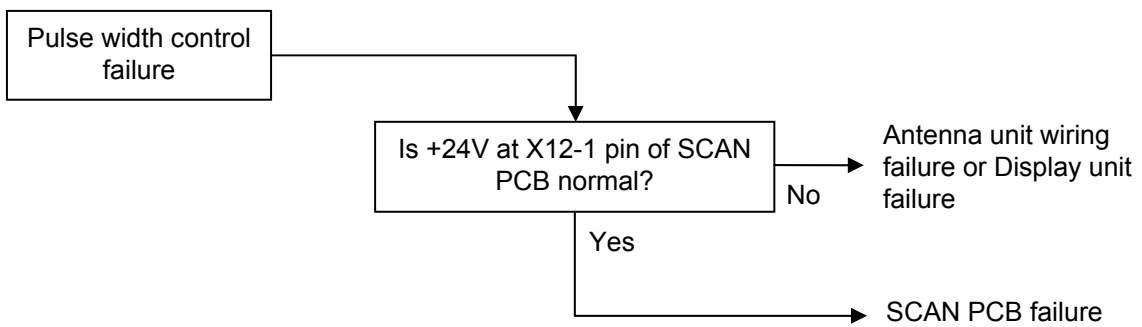 Pulse width control
failure
Is +24V at X12-1 pin of SCAN
PCB normal?
No
Antenna unit wiring
failure or Display unit
failure
Yes
SCAN PCB failure